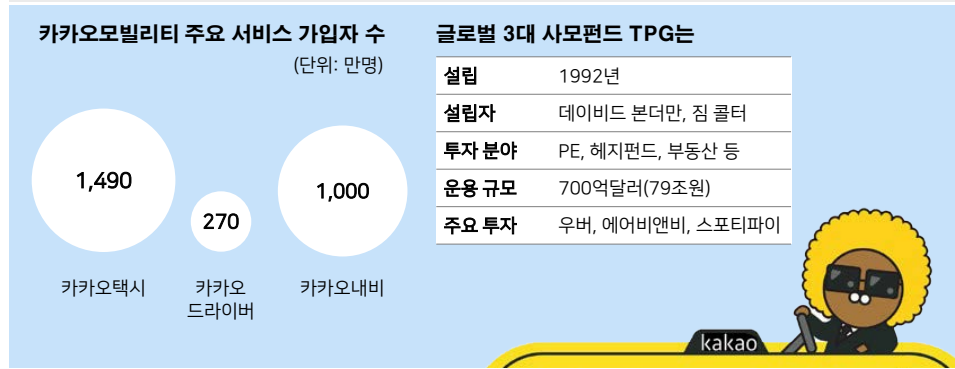 카카오모빌리티 주요 서비스 가입자 수
(단위: 만명)
1,490
270
1,000
카카오택시
카카오
드라이버
카카오내비
글로벌 3대 사모펀드 TPG는
설립 1992년
설립자 데이비드 본더만, 짐 콜터
투자 분야 PE, 헤지펀드, 부동산 등
운용 규모 700억달러(79조원)
주요 투자 우버, 에어비앤비, 스포티파이
kakao